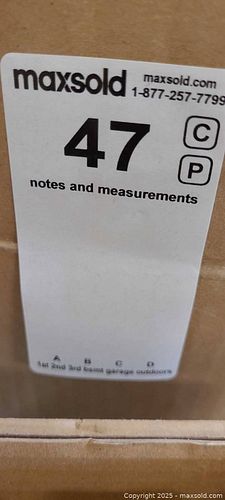 maxsold maxsold.com
1-877-257-7799
47 C
P
notes and measurements
A B C D
1st 2nd 3rd bsmt garage outdoors
Copyright 2025 - maxsold.com